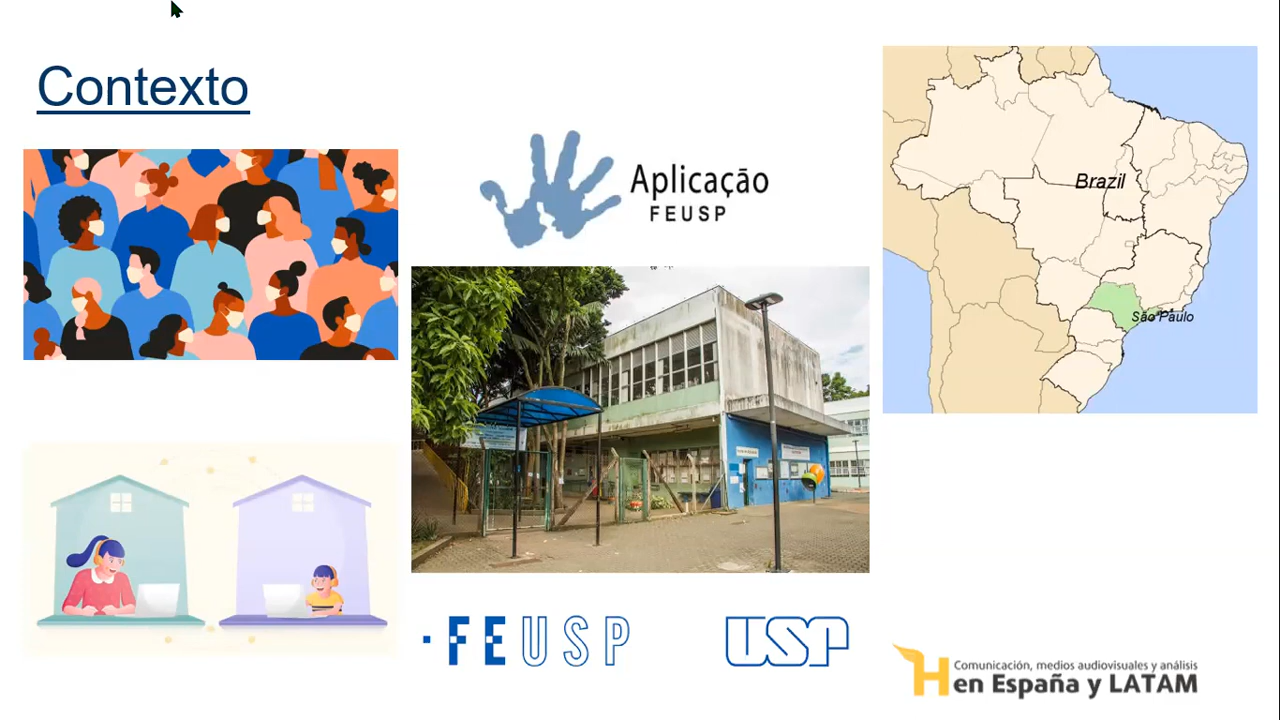 Contexto
Aplicação
FEUSP
Brazil
São Paulo
FEUSP
USP
H
Comunicación, medios audiovisuales y análisis
en España y LATAM